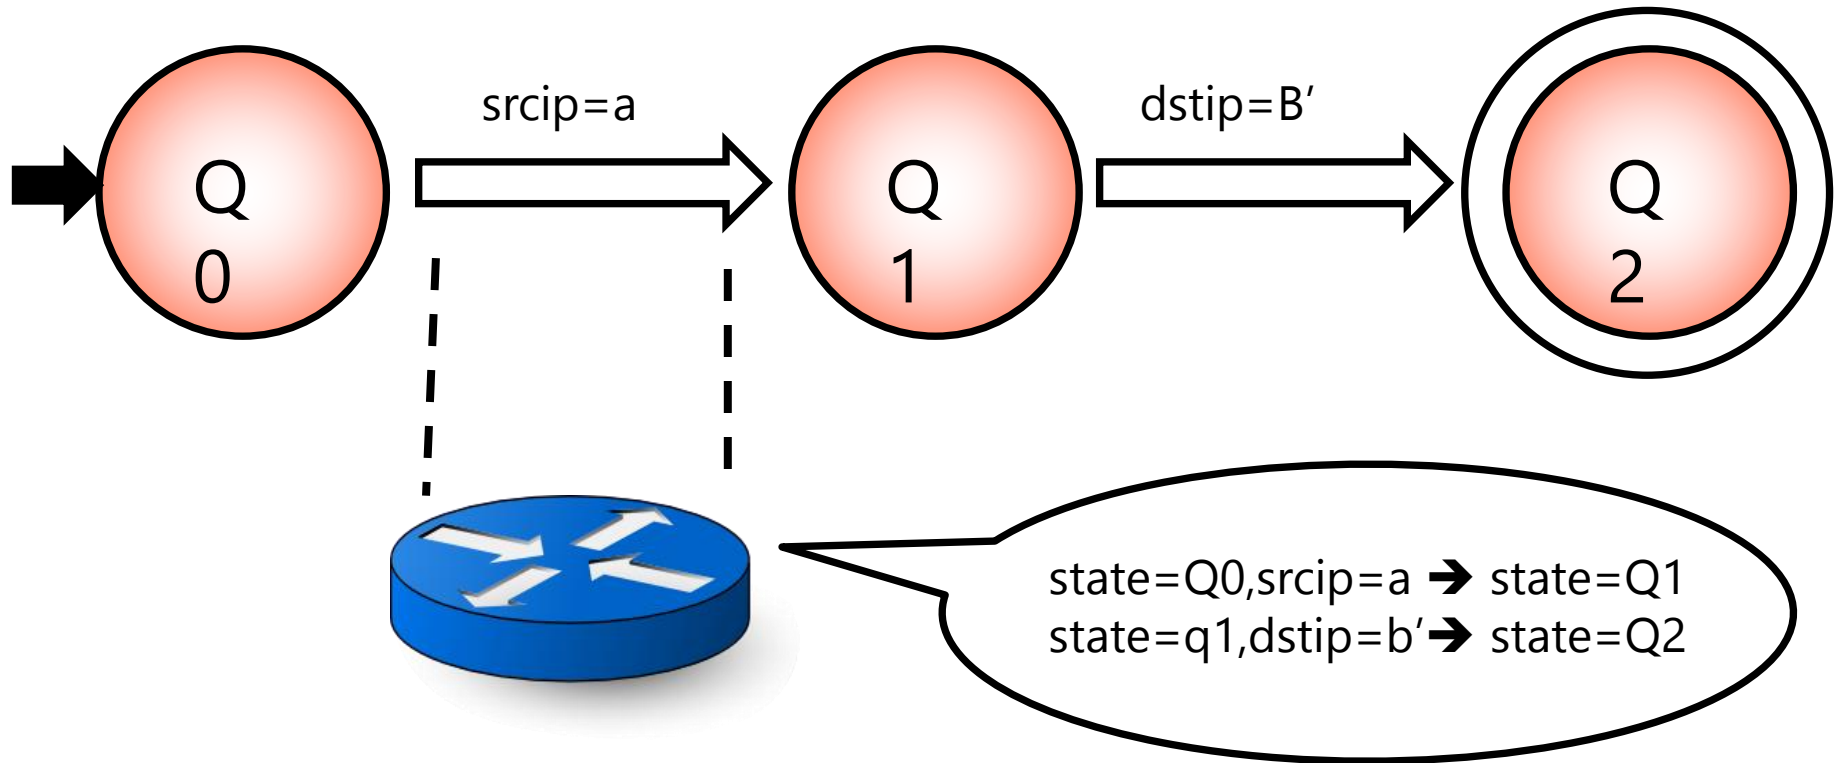 srcip=a
dstip=B’
Q
0
Q
1
Q
2
state=Q0,srcip=a ➔ state=Q1
state=q1,dstip=b’➔ state=Q2